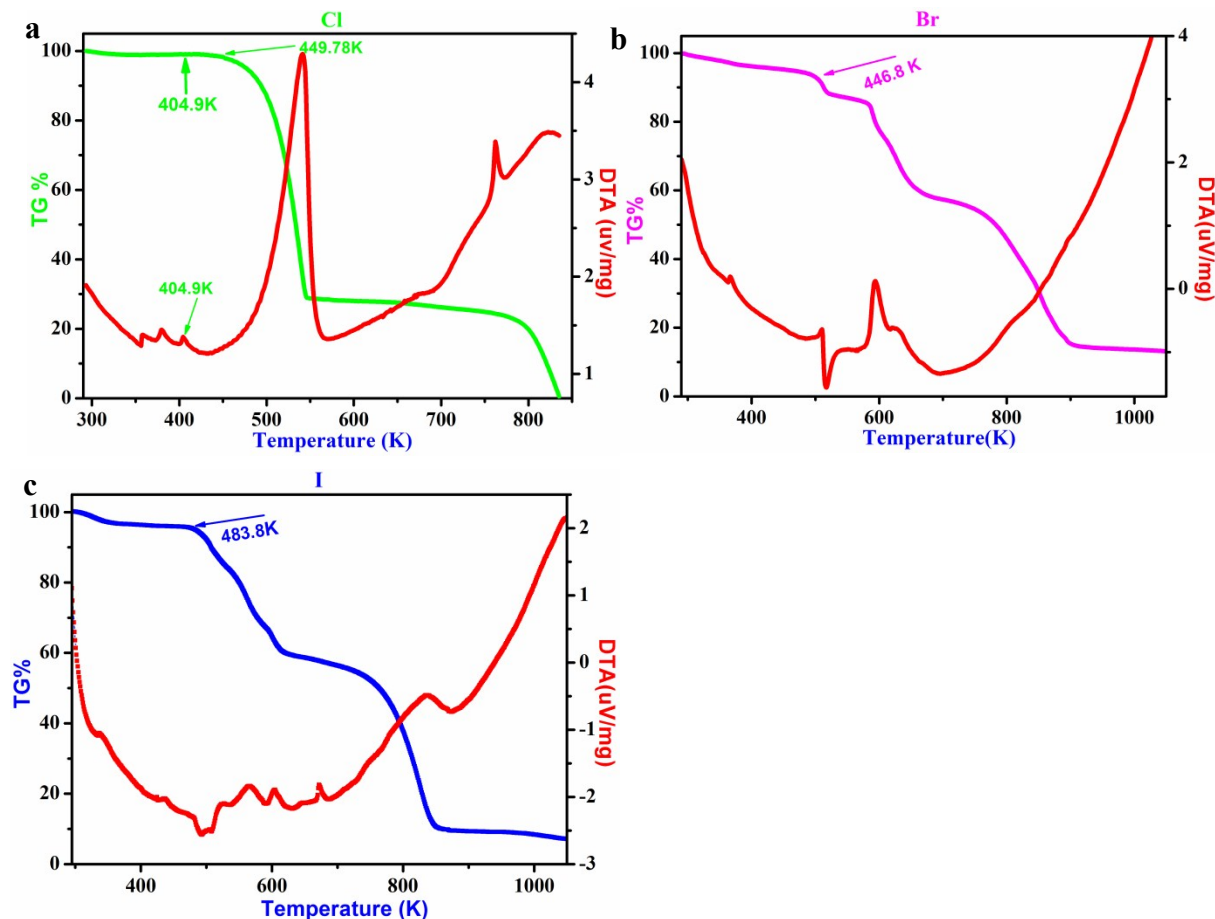 a
Cl
449.78K
404.9K
404.9K
TG %
100
80
60
40
20
0
300
400
500
600
700
800
Temperature (K)
4
3
2
1
DTA (uv/mg)
b
Br
446.8 K
TG%
100
80
60
40
20
0
400
600
800
1000
Temperature(K)
4
2
0
DTA(uV/mg)
c
I
483.8K
TG%
100
80
60
40
20
0
400
600
800
1000
Temperature (K)
2
1
0
-1
-2
-3
DTA(uV/mg)